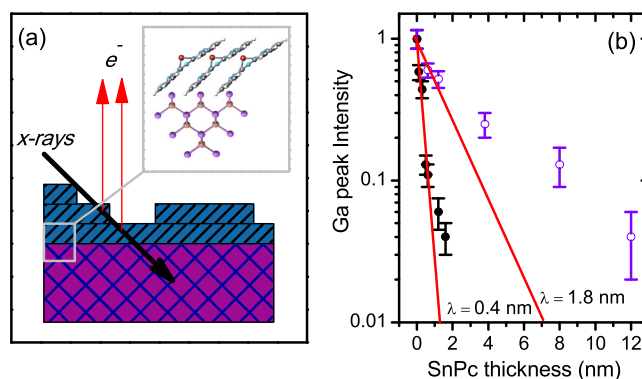 (a)
e-
x-rays
(b)
Ga peak Intensity
1
0.1
0.01
λ = 0.4 nm
λ = 1.8 nm
0 2 4 6 8 10 12
SnPc thickness (nm)